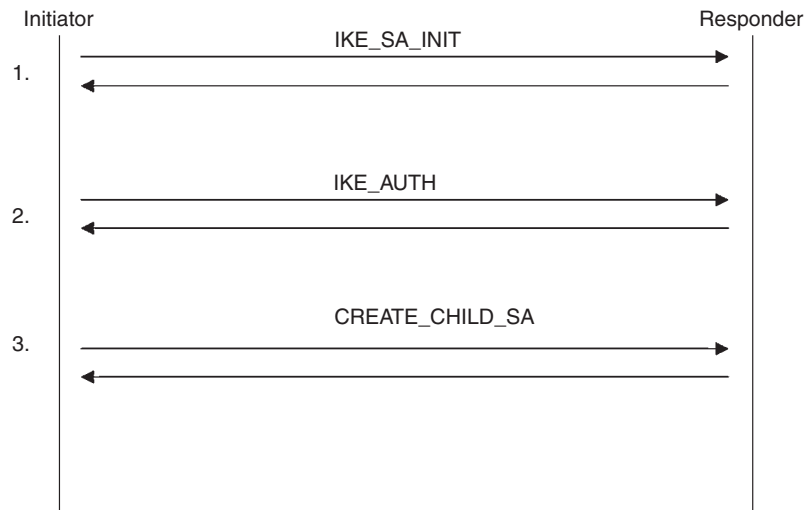 Initiator
Responder
IKE_SA_INIT
1.
IKE_AUTH
2.
CREATE_CHILD_SA
3.